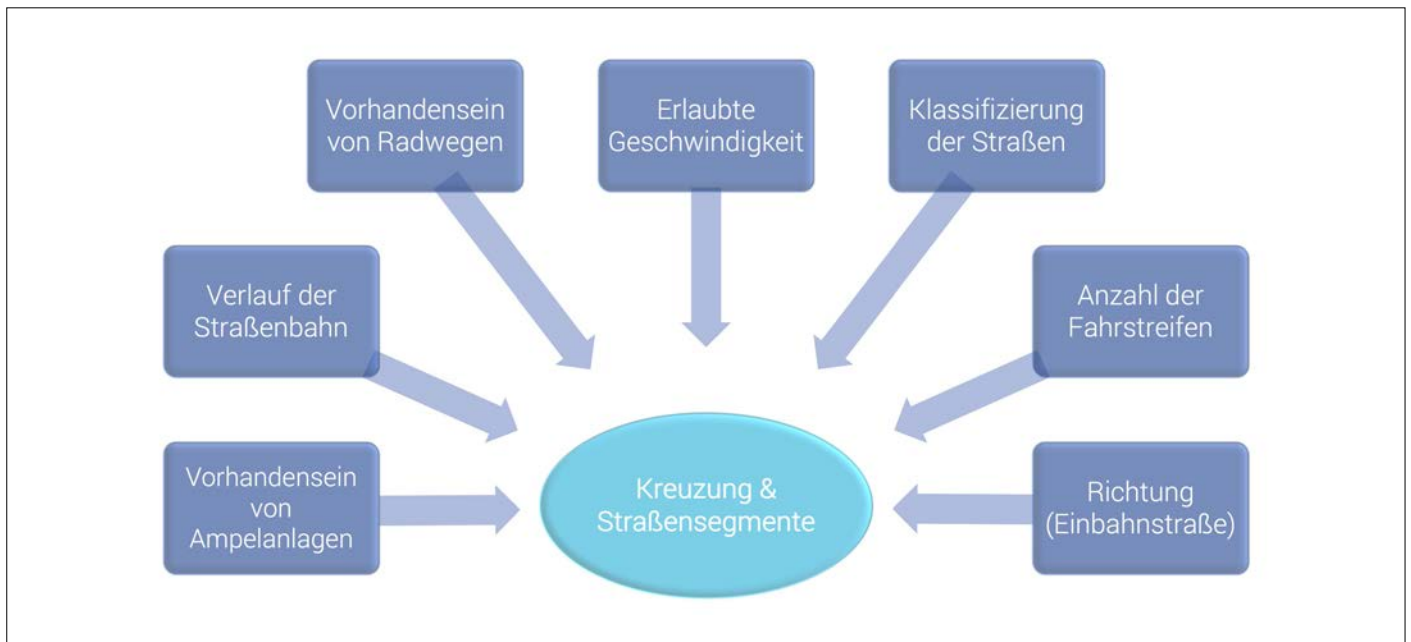 Vorhandensein
von Radwegen
Erlaubte
Geschwindigkeit
Klassifizierung
der Straßen
Verlauf der
Straßenbahn
Anzahl der
Fahrstreifen
Vorhandensein
von
Ampelanlagen
Kreuzung &
Straßensegmente
Richtung
(Einbahnstraße)